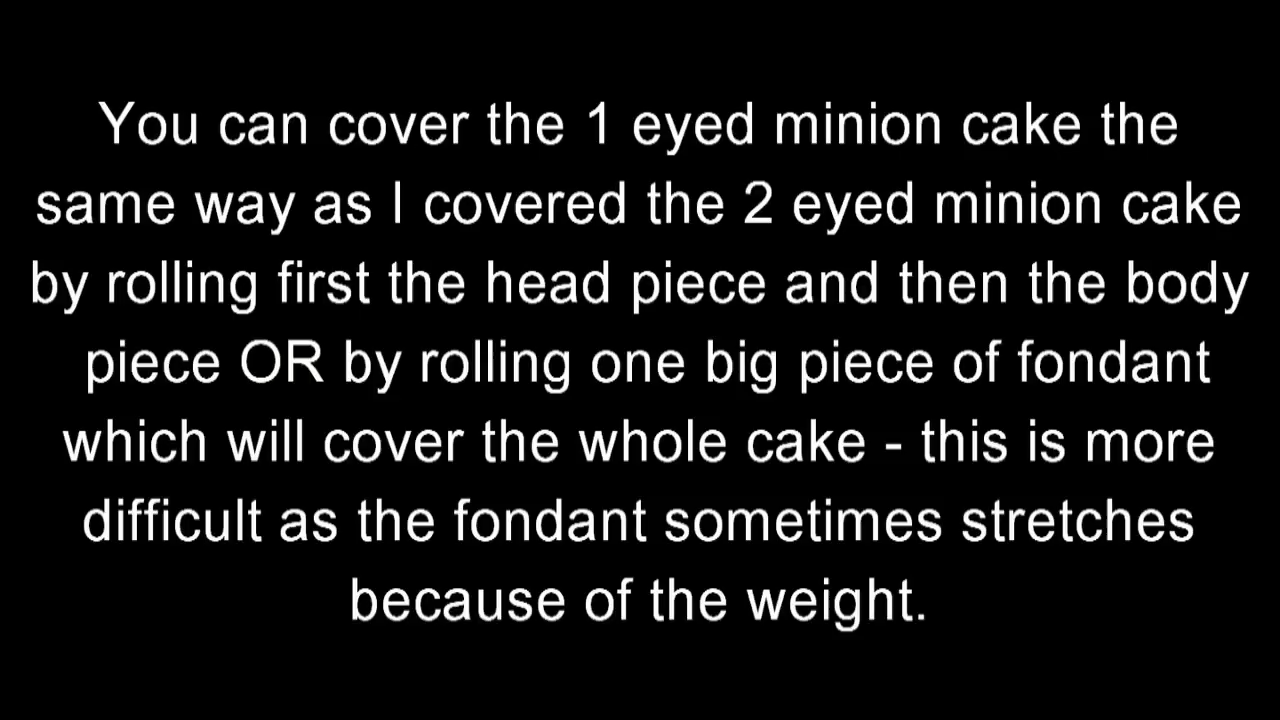 You can cover the 1 eyed minion cake the
same way as I covered the 2 eyed minion cake
by rolling first the head piece and then the body
piece OR by rolling one big piece of fondant
which will cover the whole cake - this is more
difficult as the fondant sometimes stretches
because of the weight.